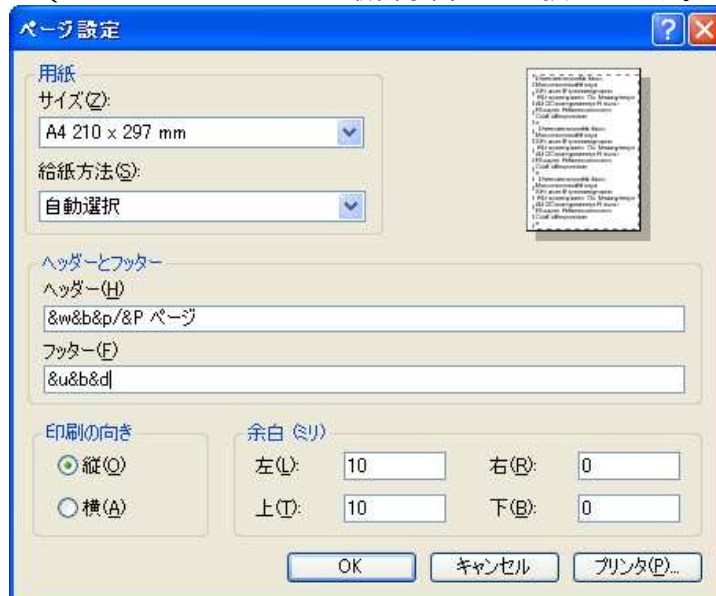 ページ設定
用紙
サイズ(Z):
A4 210 x 297 mm
給紙方法(S):
自動選択
ヘッダーとフッター
ヘッダー(H)
&w&b&p/&P ページ
フッター(F)
&u&b&d
印刷の向き
縦(O)
横(A)
余白 (ミリ)
左(L): 10 右(R): 0
上(T): 10 下(B): 0
OK キャンセル プリンタ(P)...